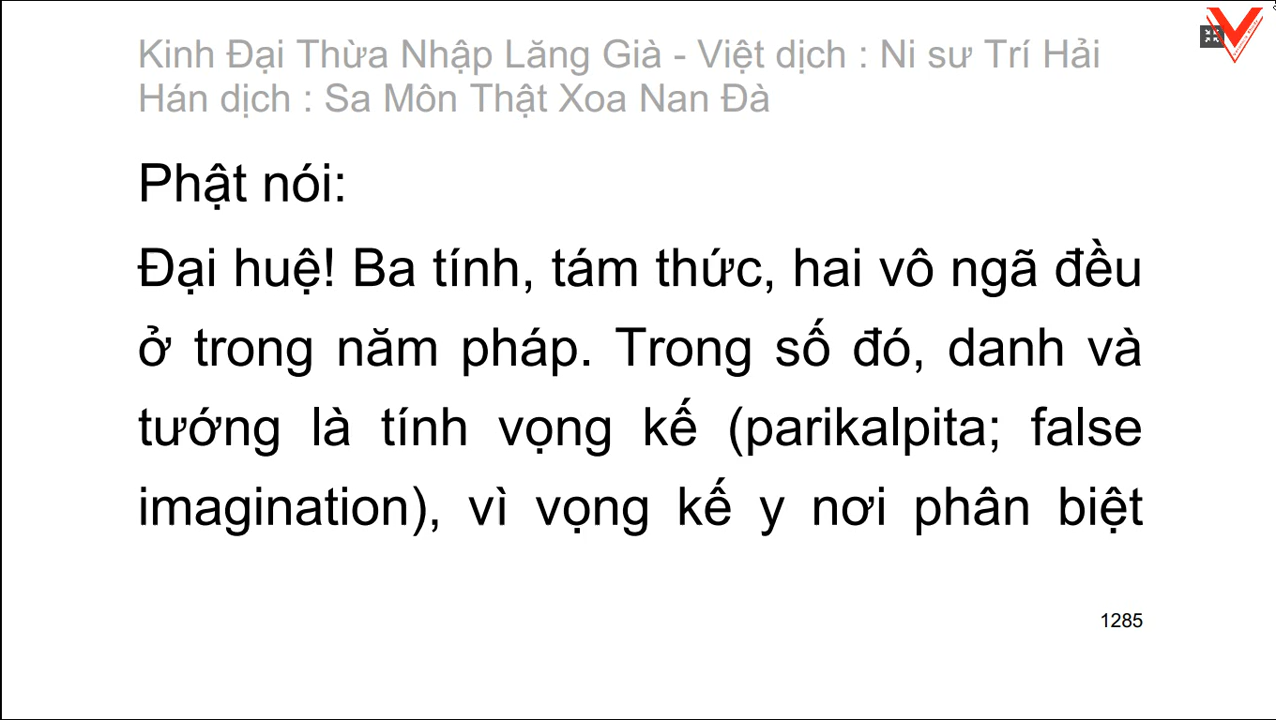 Kinh Đại Thừa Nhập Lăng Già - Việt dịch : Ni sư Trí Hải
Hán dịch : Sa Môn Thật Xoa Nan Đà
Phật nói:
Đại huệ! Ba tính, tám thức, hai vô ngã đều
ở trong năm pháp. Trong số đó, danh và
tướng là tính vọng kế (parikalpita; false
imagination), vì vọng kế y nơi phân biệt
1285